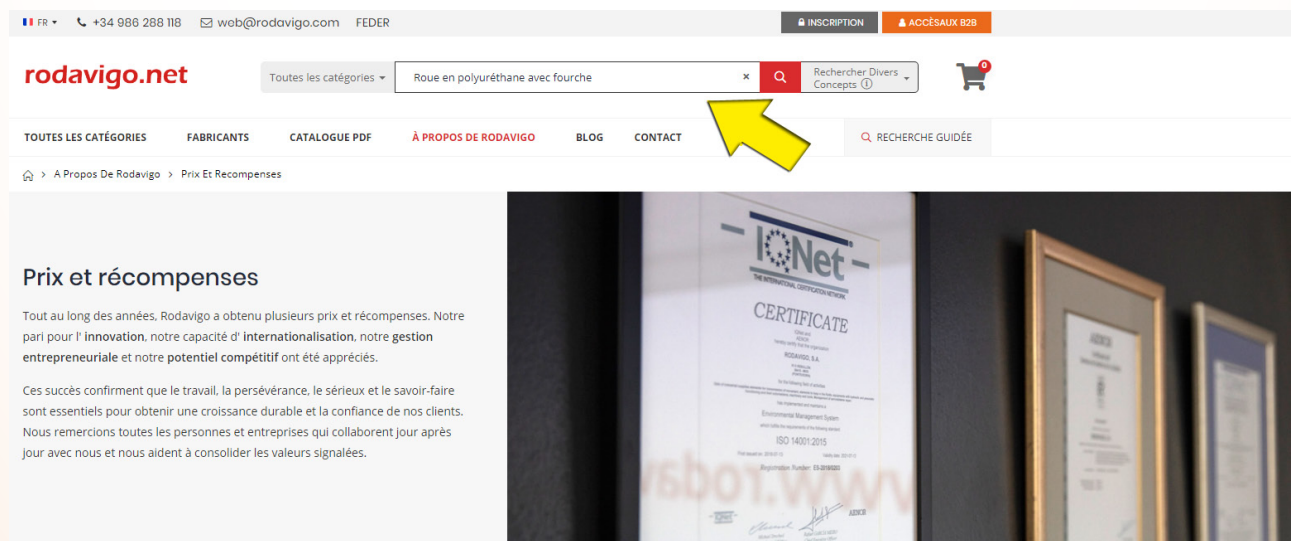 FR
+34 986 288 118
web@rodavigo.com
FEDER
INSCRIPTION
ACCÈSAUX B2B
rodavigo.net
Toutes les catégories
Roue en polyuréthane avec fourche
×
Rechercher Divers
Concepts
0
TOUTES LES CATÉGORIES
FABRICANTS
CATALOGUE PDF
À PROPOS DE RODAVIGO
BLOG
CONTACT
RECHERCHE GUIDÉE
> A Propos De Rodavigo > Prix Et Recompenses
Prix et récompenses
Tout au long des années, Rodavigo a obtenu plusieurs prix et récompenses. Notre
pari pour l' innovation, notre capacité d' internationalisation, notre gestion
entrepreneuriale et notre potentiel compétitif ont été appréciés.
Ces succès confirment que le travail, la persévérance, le sérieux et le savoir-faire
sont essentiels pour obtenir une croissance durable et la confiance de nos clients.
Nous remercions toutes les personnes et entreprises qui collaborent jour après
jour avec nous et nous aident à consolider les valeurs signalées.
IQNet
THE INTERNATIONAL CERTIFICATION NETWORK
CERTIFICATE
RODAVIGO, S.A.
Environmental Management System
ISO 14001:2015
Registration Number:
www.rodav
IQNet
AENOR
AENOR